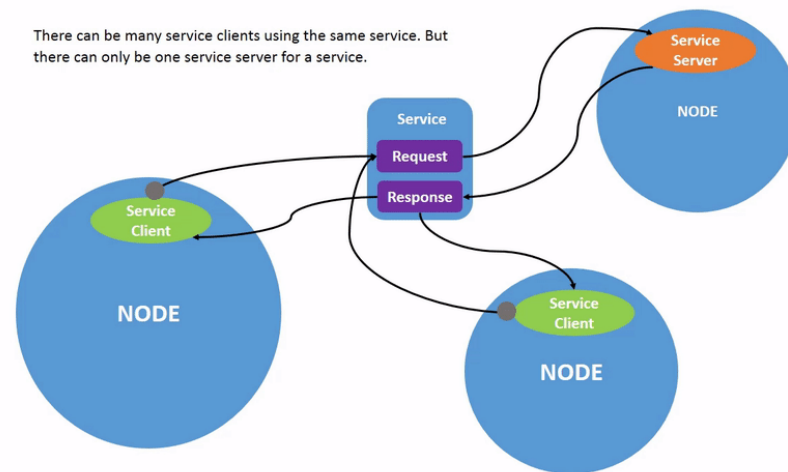 There can be many service clients using the same service. But
there can only be one service server for a service.
Service
Server
NODE
Service
Request
Response
Service
Client
NODE
Service
Client
NODE